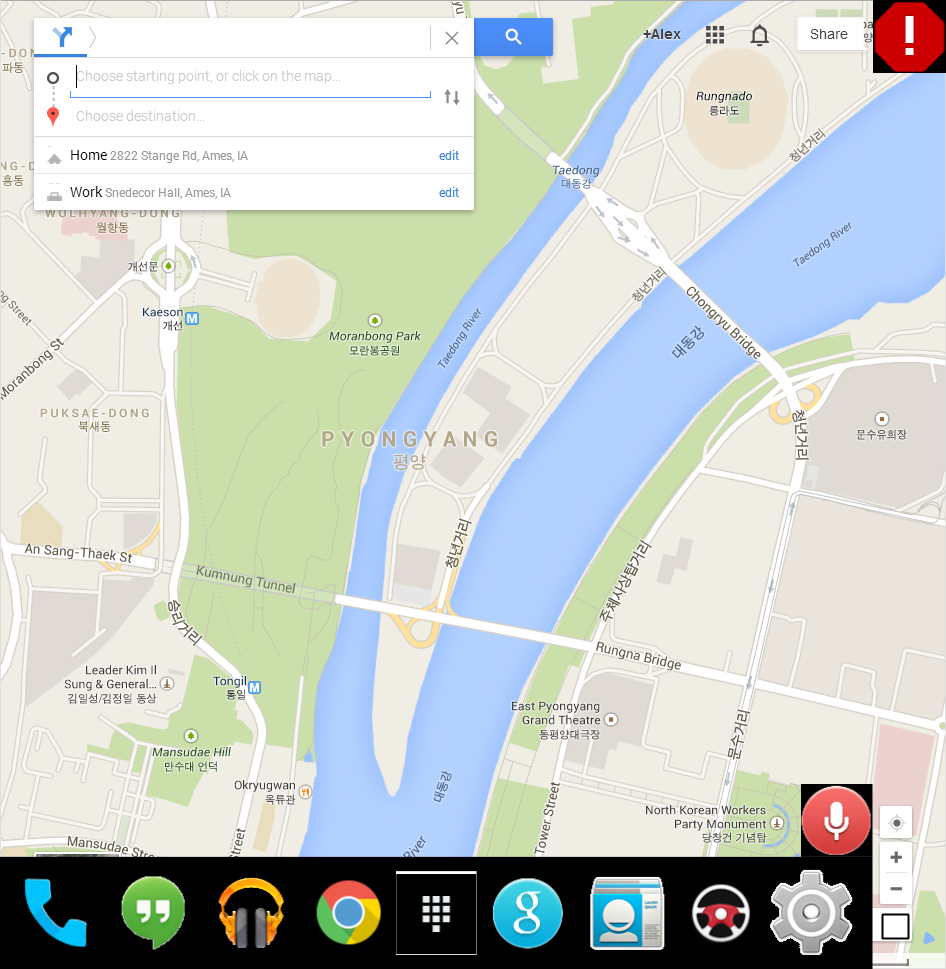 +Alex
Share
Choose starting point, or click on the map...
Choose destination...
Home 2822 Stange Rd, Ames, IA
edit
Work Snedecor Hall, Ames, IA
edit
파동
흥동
WOLHYANG-DONG
월향동
Rungnado
릉라도
청년거리
Taedong
대동강
Taedong River
청년거리
Chongryu Bridge
대동강
개선문
Kaeson
개선
M
Moranbong St
Moranbong Park
모란봉공원
Taedong River
PUKSAE-DONG
북새동
PYONGYANG
평양
청년거리
문수유희장
An Sang-Thaek St
Kumnung Tunnel
청년거리
주체사상탑거리
승리거리
Rungna Bridge
Leader Kim Il
Sung & General...
김일성/김정일 동상
Tongil
통일
M
East Pyongyang
Grand Theatre
동평양대극장
문수거리
Mansudae Hill
만수대 언덕
Okryugwan
옥류관
대동강
North Korean Workers
Party Monument
당창건 기념탑
Tower Street
Mansudae Stre
Street
River
g